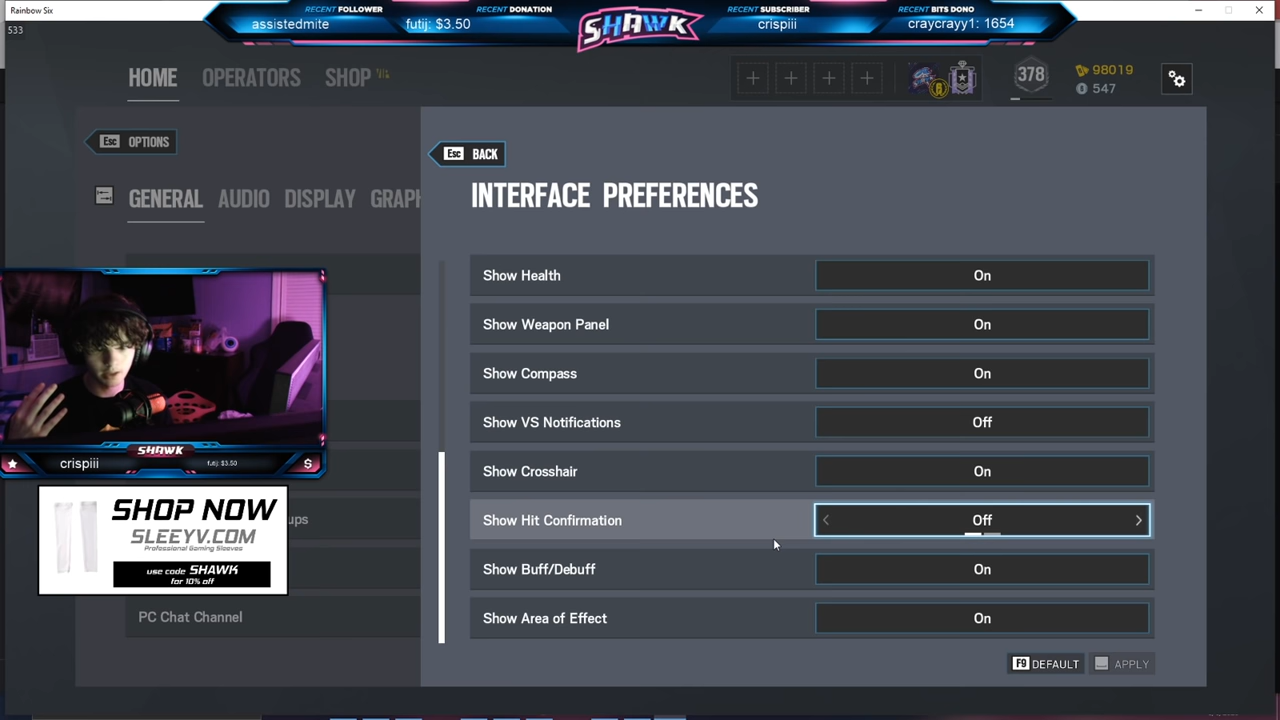 Rainbow Six
533
RECENT FOLLOWER
assistedmite
RECENT DONATION
futij: $3.50
SHAWK
RECENT SUBSCRIBER
crispiii
RECENT BITS DONO
craycray1: 1654
HOME OPERATORS SHOP
378
98019
547
Esc OPTIONS
GENERAL AUDIO DISPLAY GRAPH
Esc BACK
INTERFACE PREFERENCES
Show Health On
Show Weapon Panel On
Show Compass On
Show VS Notifications Off
Show Crosshair On
Show Hit Confirmation Off
Show Buff/Debuff On
Show Area of Effect On
F9 DEFAULT APPLY
SHAWK
crispiii futij: $3.50 $
SHOP NOW
SLEEYV.COM
Professional Gaming Sleeves
use code SHAWK
for 10% off
ups
PC Chat Channel